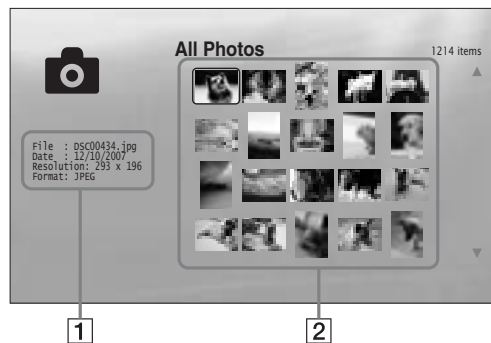 All Photos
1214 items
File : DSC00434.jpg
Date : 12/10/2007
Resolution: 293 x 196
Format: JPEG
1
2